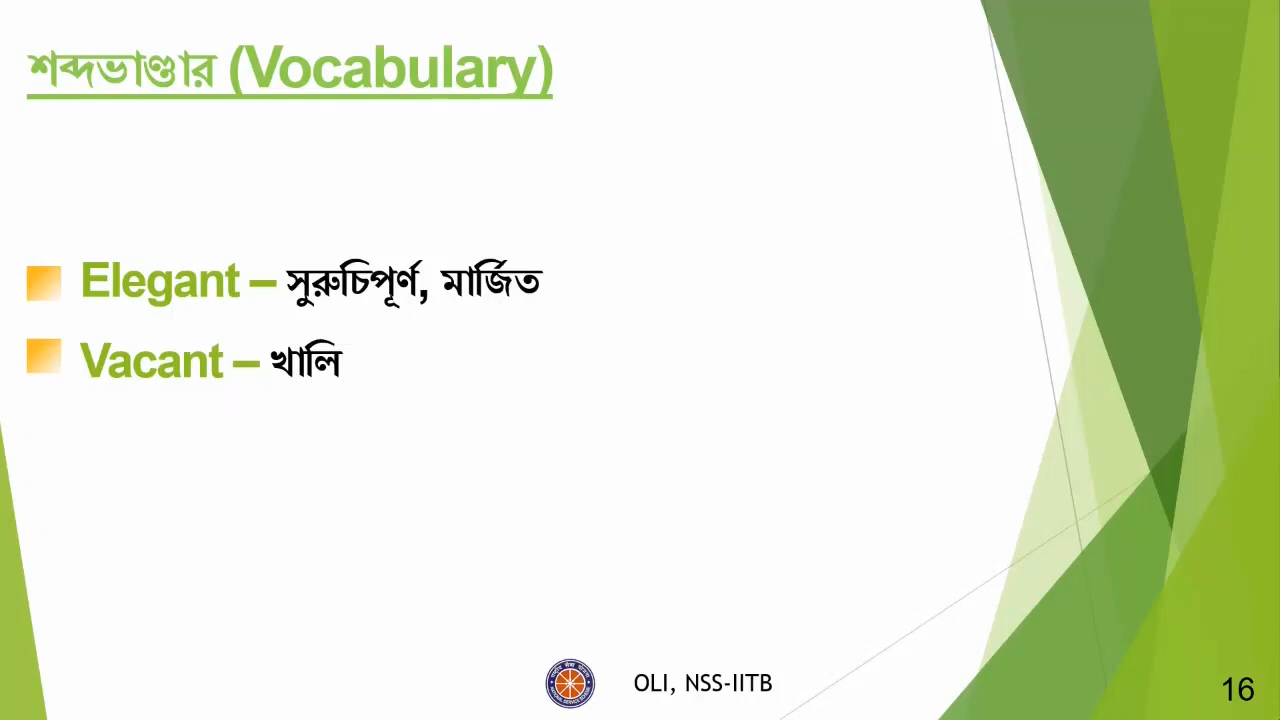 শব্দভাণ্ডার (Vocabulary)
Elegant – সুরুচিপূর্ণ, মার্জিত
Vacant – খালি
OLI, NSS-IITB
16